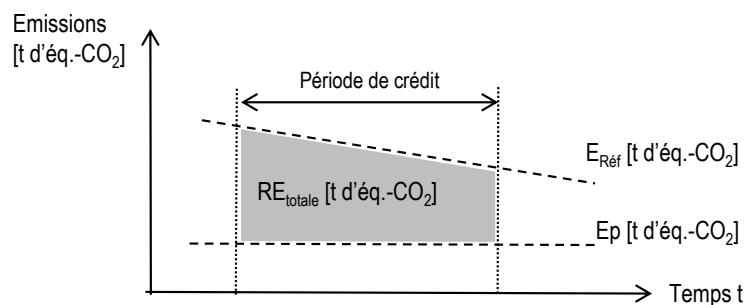 Emissions
[t d’éq.-CO₂]
Période de crédit
E_Réf [t d’éq.-CO₂]
RE_totale [t d’éq.-CO₂]
Ep [t d’éq.-CO₂]
Temps t